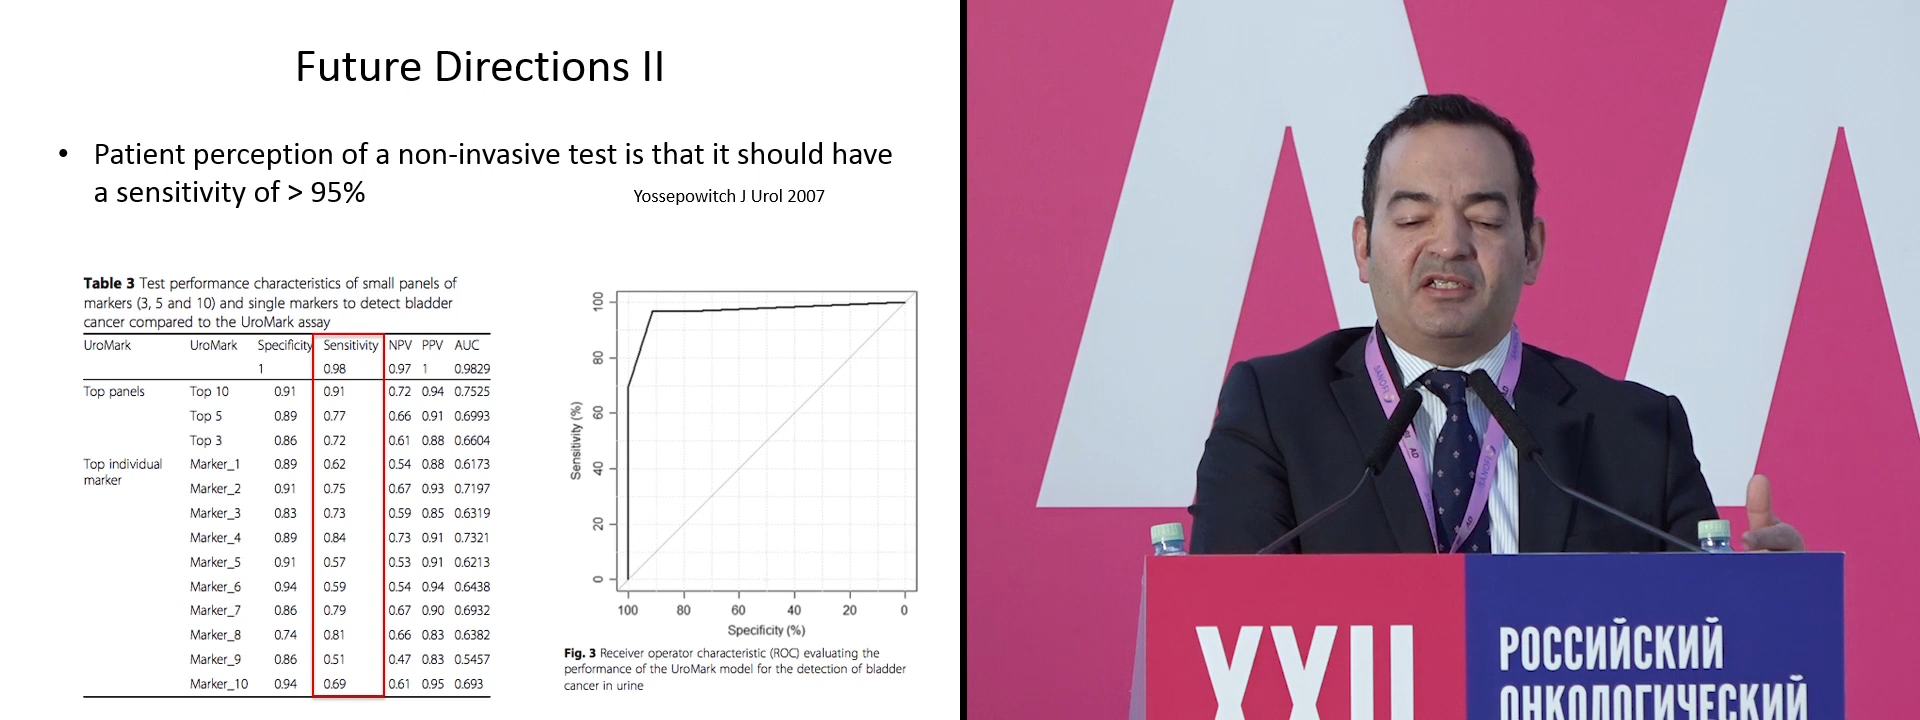 Future Directions II
• Patient perception of a non-invasive test is that it should have
a sensitivity of > 95%
Yossepowitch J Urol 2007
Table 3 Test performance characteristics of small panels of
markers (3, 5 and 10) and single markers to detect bladder
cancer compared to the UroMark assay
UroMark UroMark Specificity Sensitivity NPV PPV AUC
1 0.98 0.97 1 0.9829
Top panels Top 10 0.91 0.91 0.72 0.94 0.7525
Top 5 0.89 0.77 0.66 0.91 0.6993
Top 3 0.86 0.72 0.61 0.88 0.6604
Top individual Marker_1 0.89 0.62 0.54 0.88 0.6173
marker
Marker_2 0.91 0.75 0.67 0.93 0.7197
Marker_3 0.83 0.73 0.59 0.85 0.6319
Marker_4 0.89 0.84 0.73 0.91 0.7321
Marker_5 0.91 0.57 0.53 0.91 0.6213
Marker_6 0.94 0.59 0.54 0.94 0.6438
Marker_7 0.86 0.79 0.67 0.90 0.6932
Marker_8 0.74 0.81 0.66 0.83 0.6382
Marker_9 0.86 0.51 0.47 0.83 0.5457
Marker_10 0.94 0.69 0.61 0.95 0.693
Sensitivity (%)
100
80
60
40
20
0
100 80 60 40 20 0
Specificity (%)
Fig. 3 Receiver operator characteristic (ROC) evaluating the
performance of the UroMark model for the detection of bladder
cancer in urine
SANOFI
XXII
РОССИЙСКИЙ
ОНКОЛОГИЧЕСКИЙ